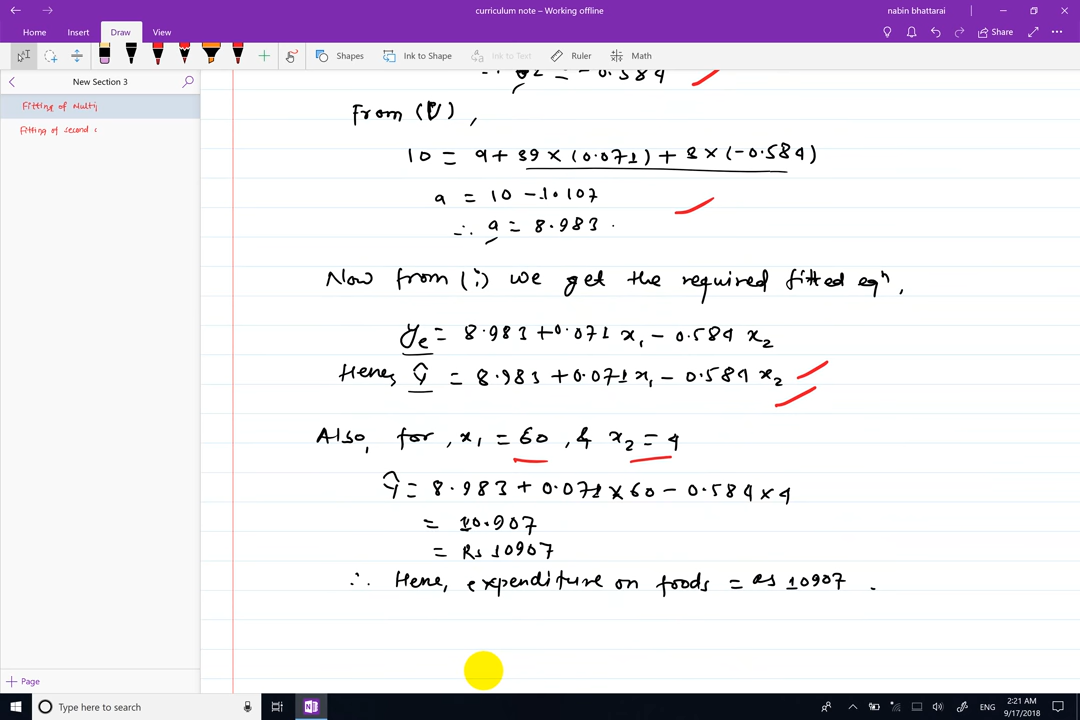 curriculum note – Working offline
nabin bhattarai
Home Insert Draw View
Share
Shapes Ink to Shape Ink to Text Ruler Math
New Section 3
Fitting of Multi
Fitting of second
∴ b2 = - 0.584
From (V) ,
10 = a + 39 × (0.071) + 3 × (-0.584)
a = 10 - 1.107
∴ a = 8.983 .
Now from (i) we get the required fitted eqn,
ye = 8.983 + 0.071 x1 - 0.584 x2
Hence, Ŷ = 8.983 + 0.071 x1 - 0.584 x2
Also, for , x1 = 60 , & x2 = 4
Ŷ = 8.983 + 0.071 × 60 - 0.584 × 4
= 10.907
= Rs 10907
∴ Hence, expenditure on foods = Rs 10907 .
Page
Type here to search
ENG
2:21 AM
9/17/2018